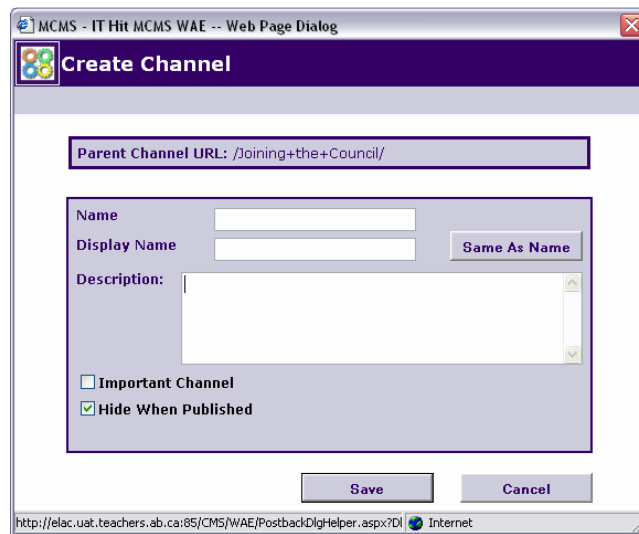 MCMS - IT Hit MCMS WAE -- Web Page Dialog
Create Channel
Parent Channel URL: /Joining+the+Council/
Name
Display Name
Same As Name
Description:
Important Channel
Hide When Published
Save Cancel
http://elac.uat.teachers.ab.ca:85/CMS/WAE/PostbackDlgHelper.aspx?Dl Internet